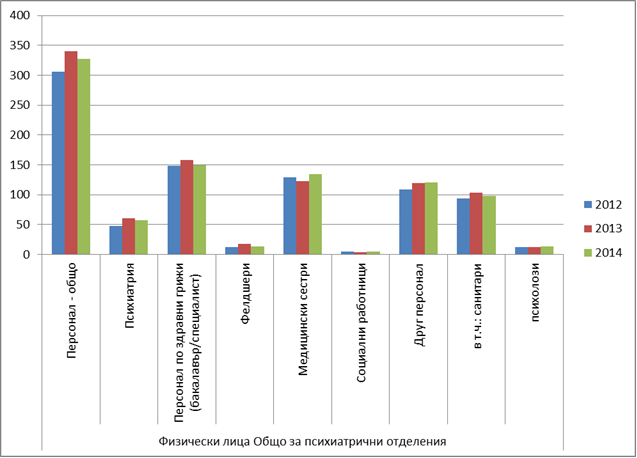 400
350
300
250
200
150
100
50
0
Персонал - общо
Психиатрия
Персонал по здравни грижи
(бакалавър/специалист)
Фелдшери
Медицински сестри
Социални работници
Друг персонал
в т.ч.: санитари
психолози
Физически лица Общо за психиатрични отделения
2012
2013
2014